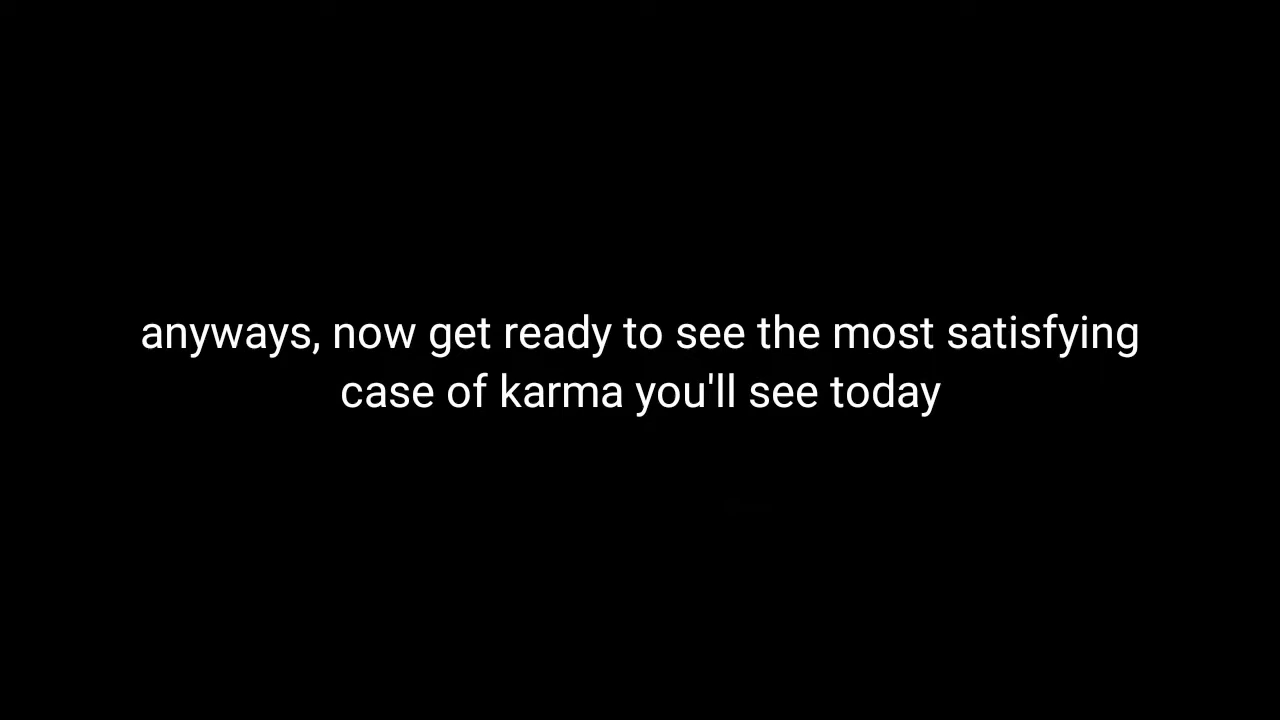 anyways, now get ready to see the most satisfying
case of karma you'll see today